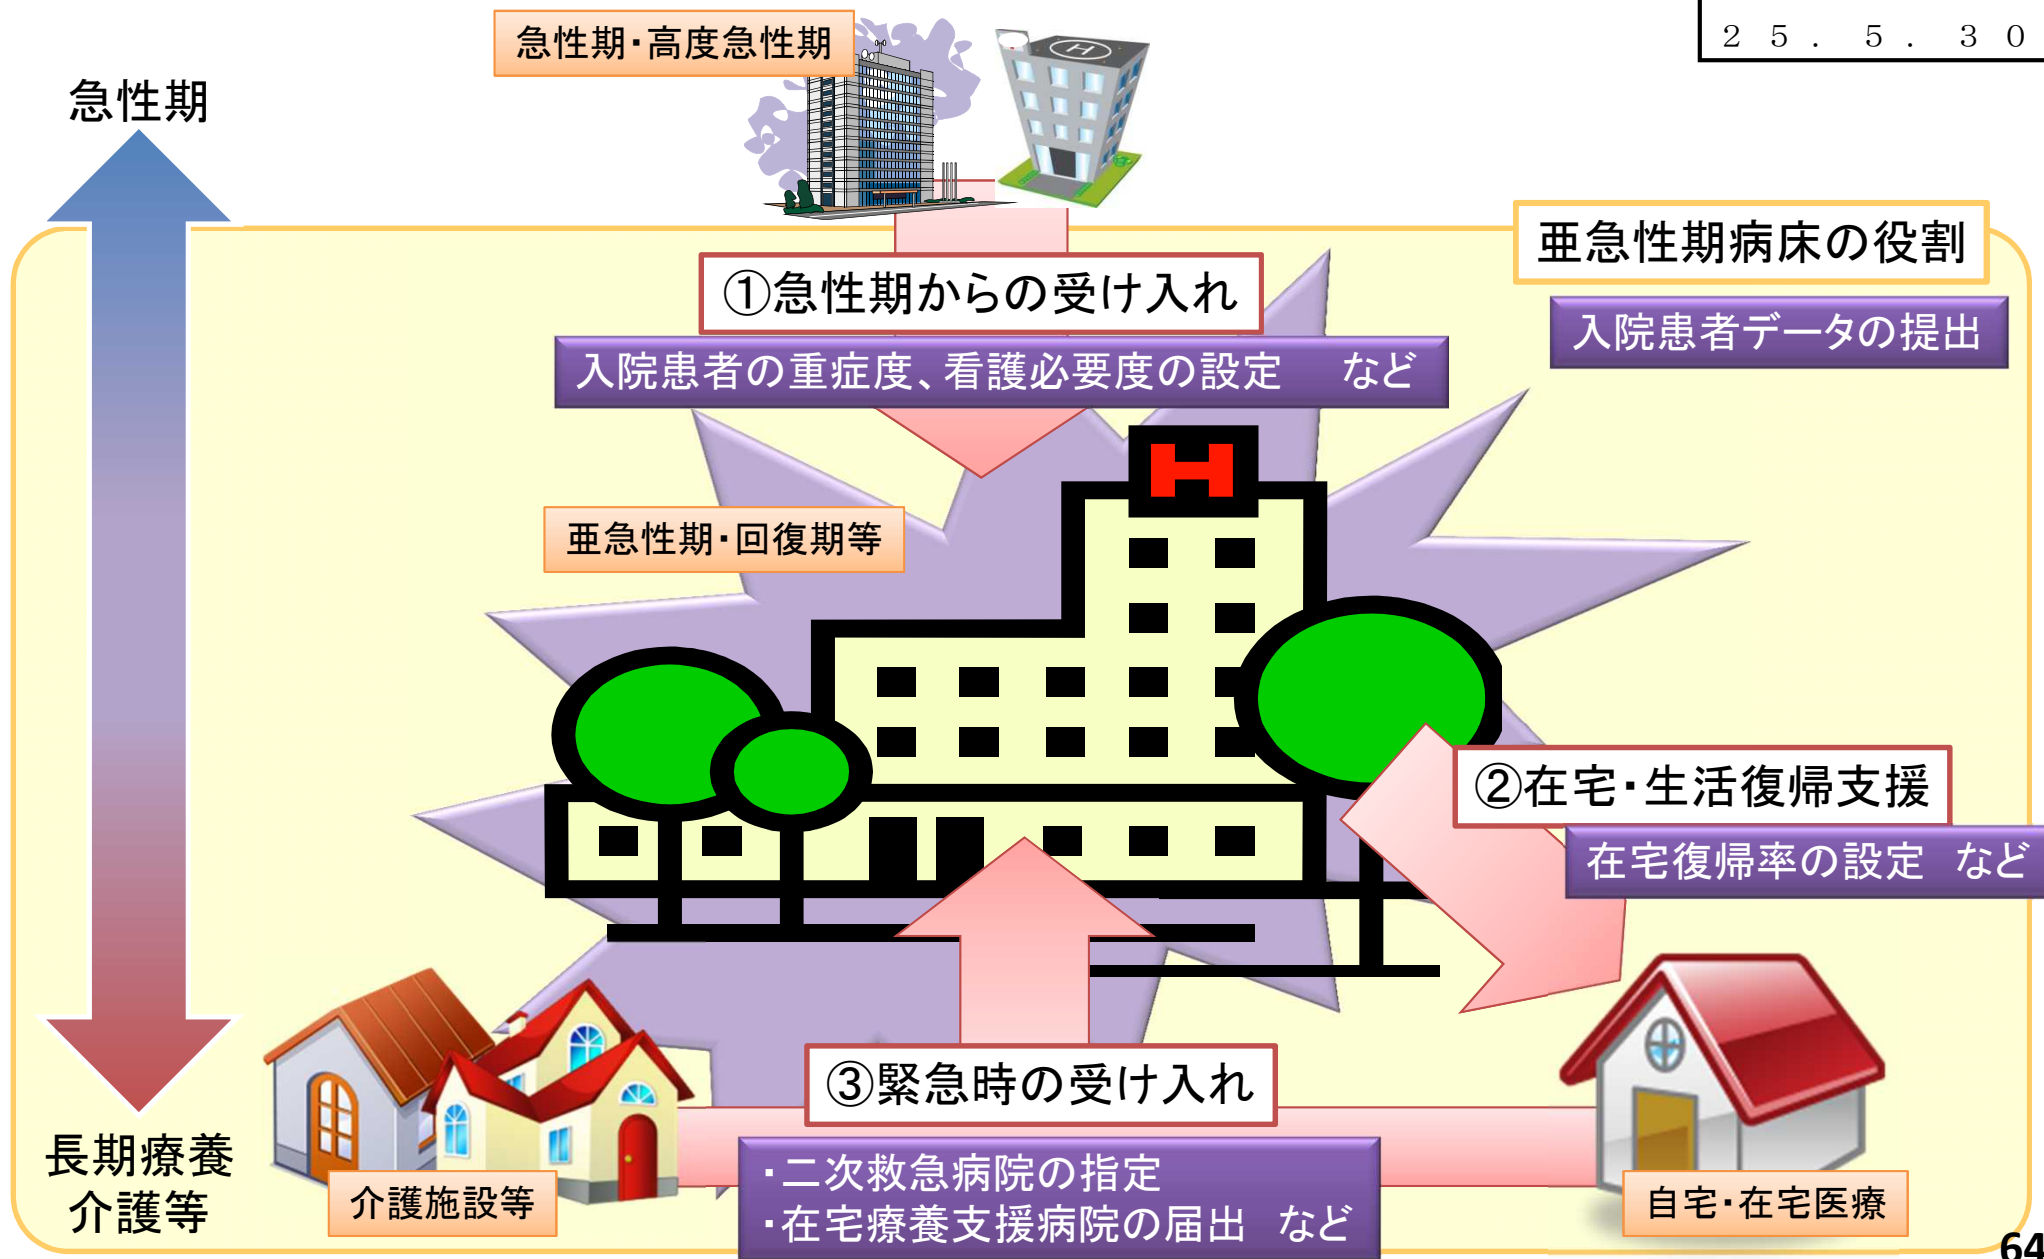 ２５．５．３０
急性期・高度急性期
急性期
亜急性期病床の役割
①急性期からの受け入れ
入院患者データの提出
入院患者の重症度、看護必要度の設定　など
H
亜急性期・回復期等
②在宅・生活復帰支援
在宅復帰率の設定　など
③緊急時の受け入れ
長期療養
介護等
介護施設等
・二次救急病院の指定
・在宅療養支援病院の届出　など
自宅・在宅医療
64